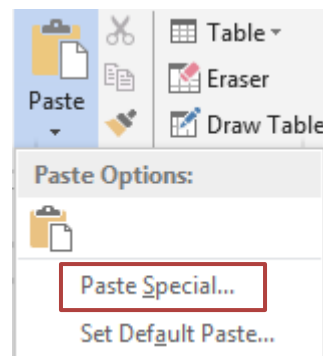 Table
Eraser
Paste
Draw Table
Paste Options:
Paste Special...
Set Default Paste...